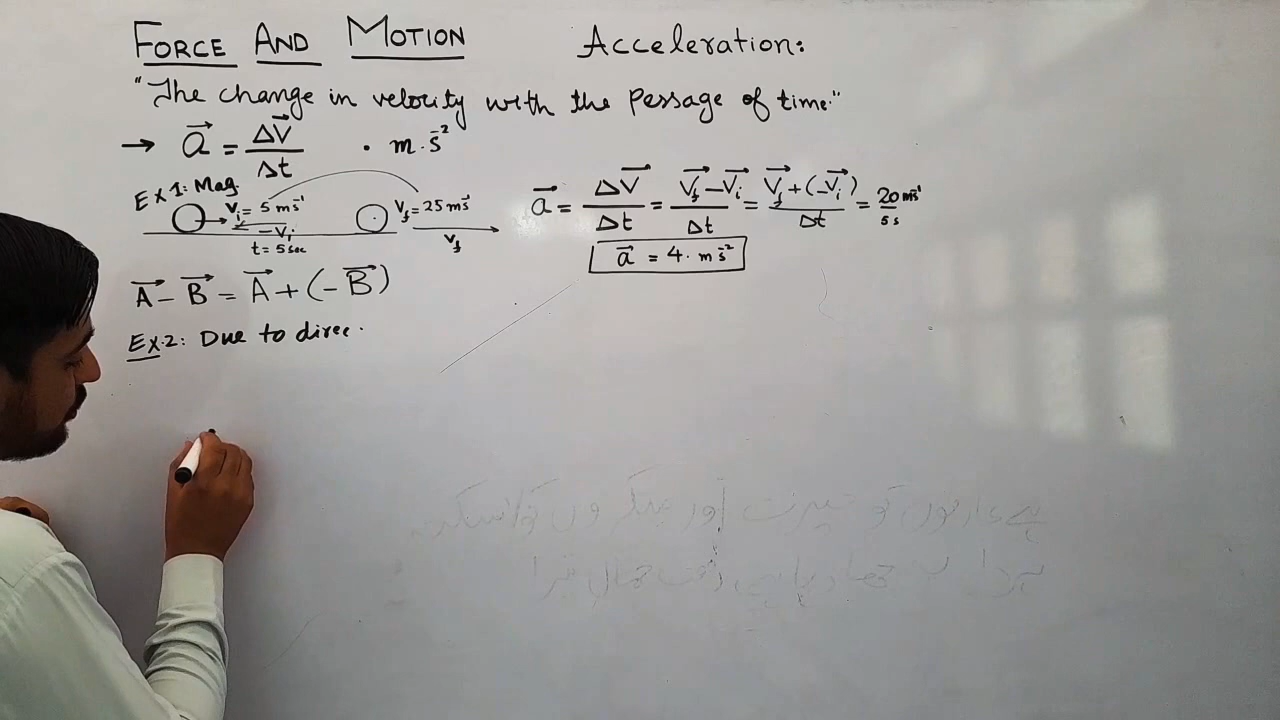 FORCE AND MOTION Acceleration:
"The change in velocity with the Passage of time."
→ a⃗ = ΔV⃗/Δt • m.s⁻²
Ex 1: Mag.
Vi = 5 ms⁻¹ Vf = 25 ms⁻¹
-Vi Vf
t = 5 sec
a⃗ = ΔV⃗/Δt = (V⃗f - V⃗i)/Δt = (V⃗f + (-V⃗i))/Δt = 20 ms⁻¹/5 s
a⃗ = 4. ms⁻²
A⃗ - B⃗ = A⃗ + (-B⃗)
Ex.2: Due to direc.